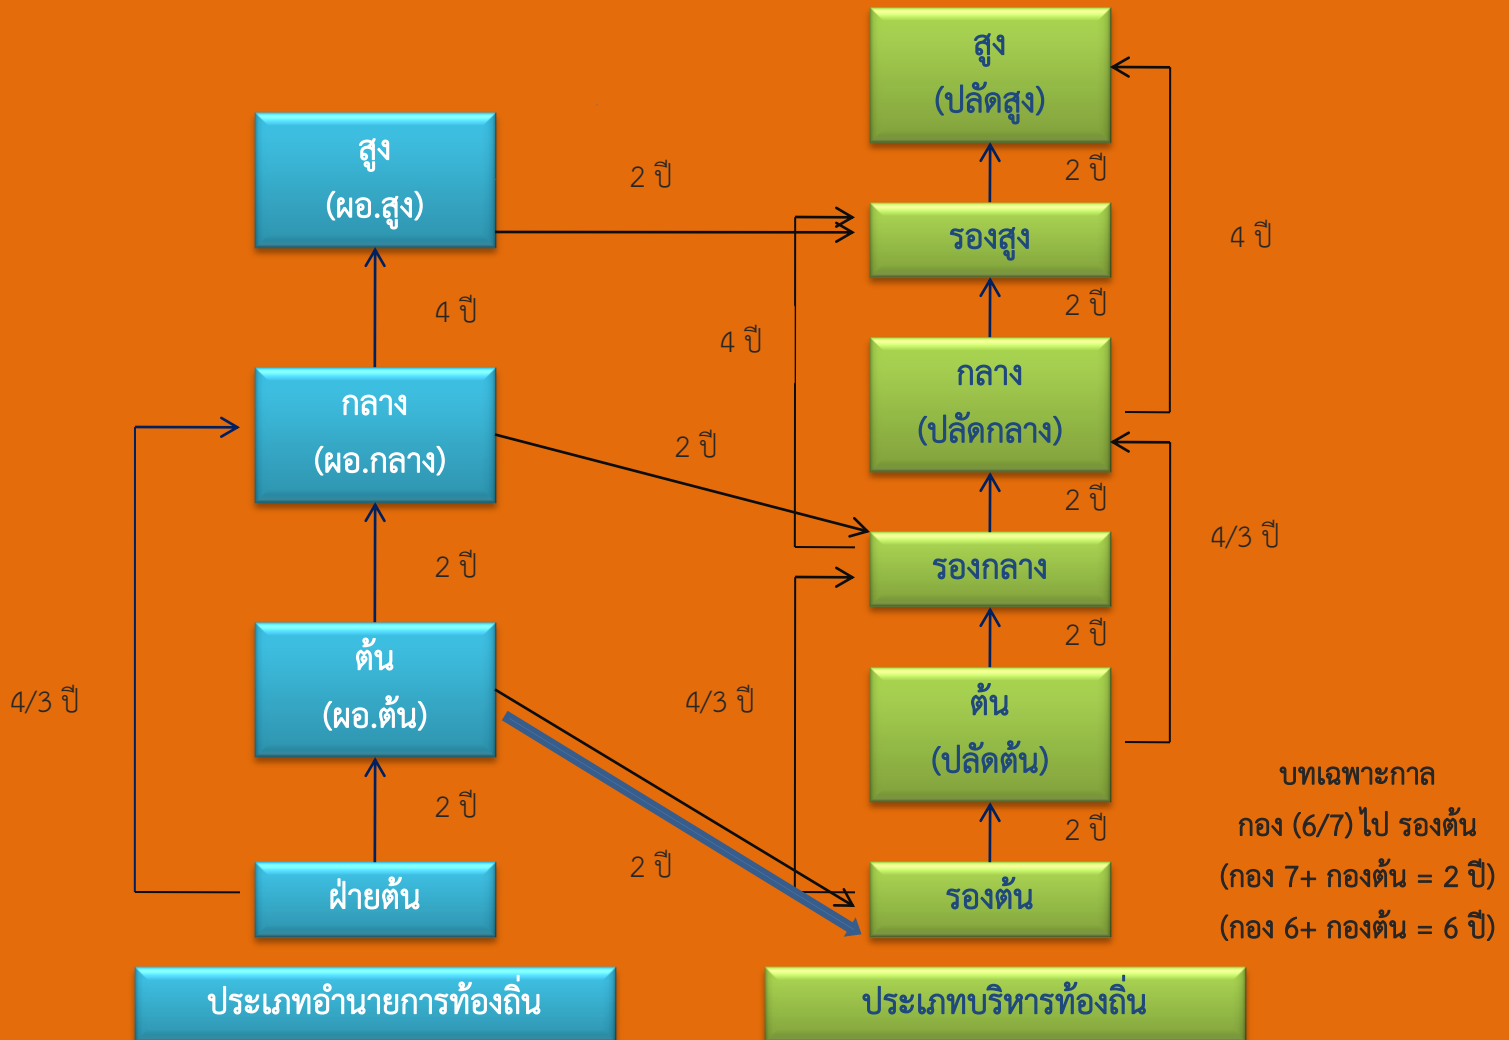 สูง
(ปลัดสูง)
สูง
(ผอ.สูง)
2 ปี
2 ปี
รองสูง
4 ปี
4 ปี
2 ปี
4 ปี
กลาง
(ผอ.กลาง)
กลาง
(ปลัดกลาง)
2 ปี
2 ปี
4/3 ปี
2 ปี
รองกลาง
2 ปี
ต้น
(ผอ.ต้น)
4/3 ปี
4/3 ปี
ต้น
(ปลัดต้น)
2 ปี
2 ปี
2 ปี
ฝ่ายต้น
รองต้น
บทเฉพาะกาล
กอง (6/7) ไป รองต้น
(กอง 7+ กองต้น = 2 ปี)
(กอง 6+ กองต้น = 6 ปี)
ประเภทอำนายการท้องถิ่น
ประเภทบริหารท้องถิ่น